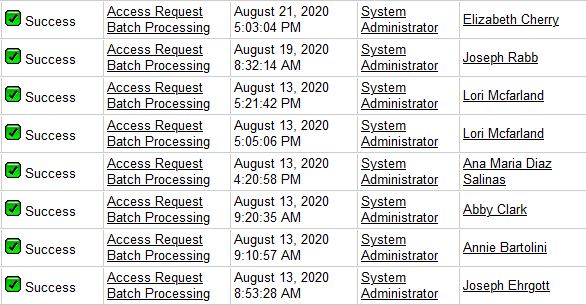 Success Access Request Batch Processing August 21, 2020 5:03:04 PM System Administrator Elizabeth Cherry
Success Access Request Batch Processing August 19, 2020 8:32:14 AM System Administrator Joseph Rabb
Success Access Request Batch Processing August 13, 2020 5:21:42 PM System Administrator Lori Mcfarland
Success Access Request Batch Processing August 13, 2020 5:05:06 PM System Administrator Lori Mcfarland
Success Access Request Batch Processing August 13, 2020 4:20:58 PM System Administrator Ana Maria Diaz Salinas
Success Access Request Batch Processing August 13, 2020 9:20:35 AM System Administrator Abby Clark
Success Access Request Batch Processing August 13, 2020 9:10:57 AM System Administrator Annie Bartolini
Success Access Request Batch Processing August 13, 2020 8:53:28 AM System Administrator Joseph Ehrgott